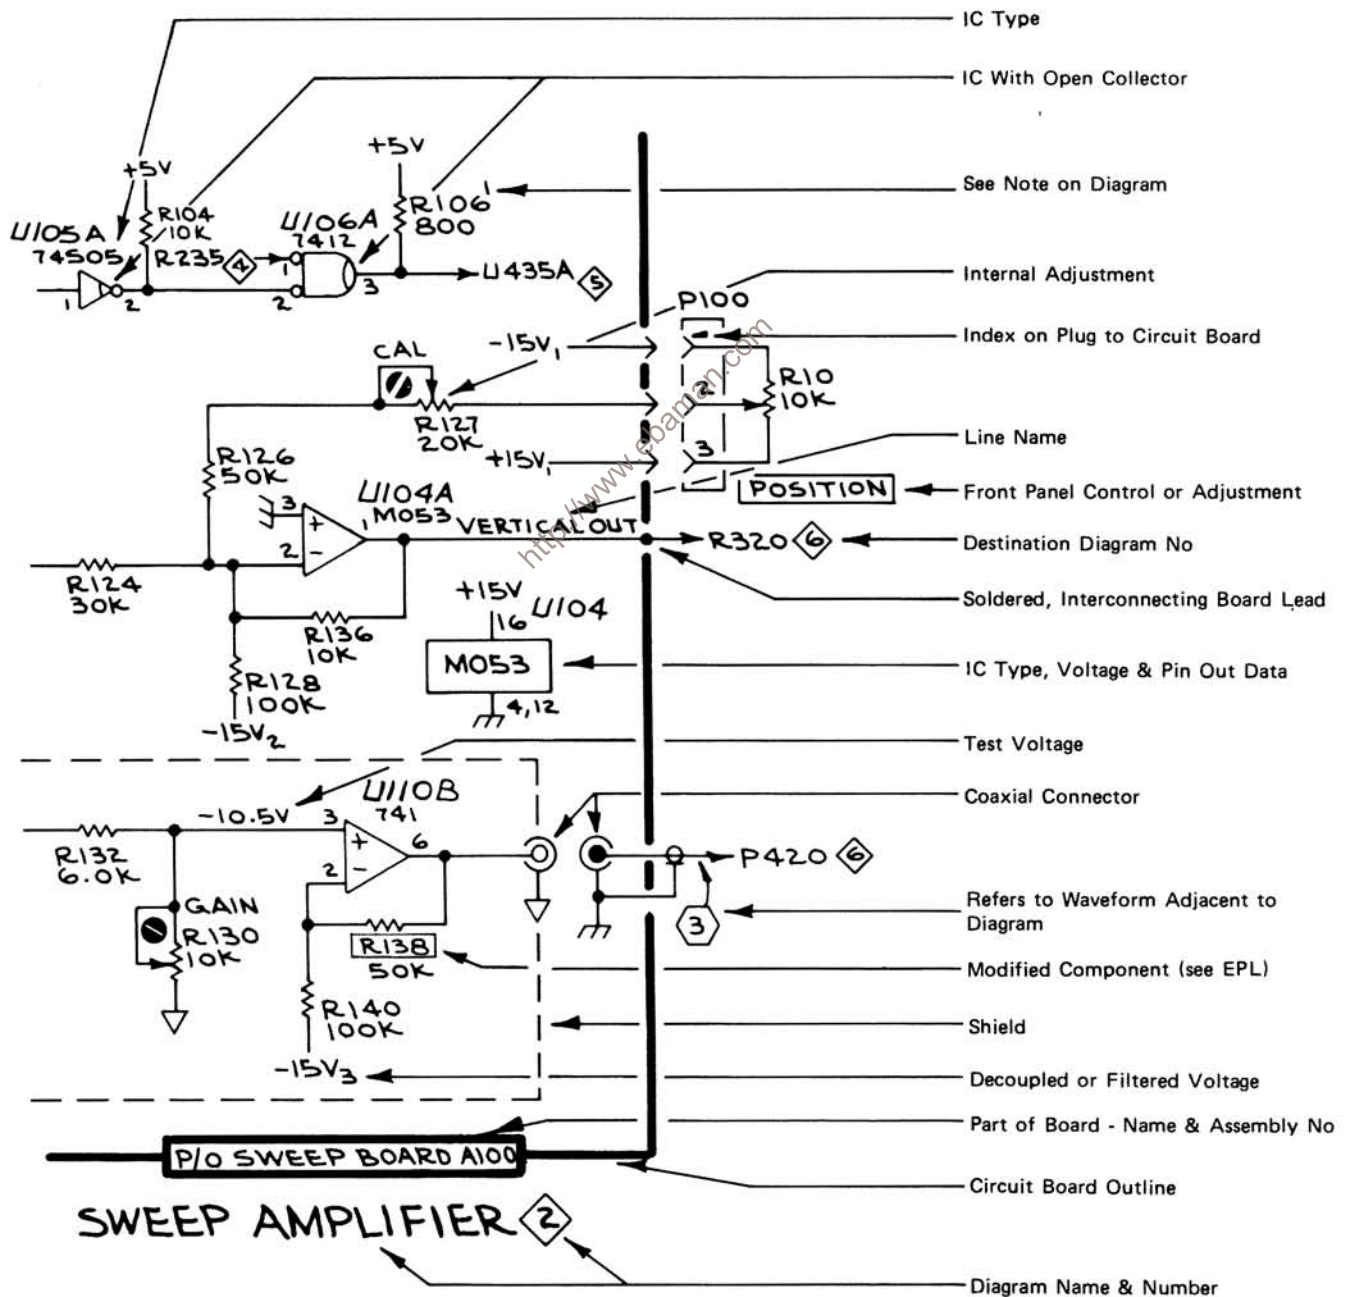 IC Type
IC With Open Collector
+5V
+5V
See Note on Diagram
R106 1
800
R104
10K
U105A
74S05
U106A
7412
R235 4
1
3
U435A 5
1
2
2
Internal Adjustment
P100
Index on Plug to Circuit Board
-15V1
CAL
R10
10K
2
R127
20K
Line Name
+15V1
3
R126
50K
POSITION
Front Panel Control or Adjustment
U104A
M053
3
+
1
VERTICAL OUT
R320 6
Destination Diagram No
2
-
R124
30K
+15V
16
U104
Soldered, Interconnecting Board Lead
R136
10K
M053
IC Type, Voltage & Pin Out Data
R128
100K
4,12
-15V2
Test Voltage
U110B
741
Coaxial Connector
-10.5V
3
+
6
R132
6.0K
2
-
P420 6
GAIN
R130
10K
Refers to Waveform Adjacent to
Diagram
3
R138
50K
Modified Component (see EPL)
R140
100K
Shield
-15V3
Decoupled or Filtered Voltage
Part of Board - Name & Assembly No
P/O SWEEP BOARD A100
Circuit Board Outline
SWEEP AMPLIFIER 2
Diagram Name & Number
http://www.ebaman.com